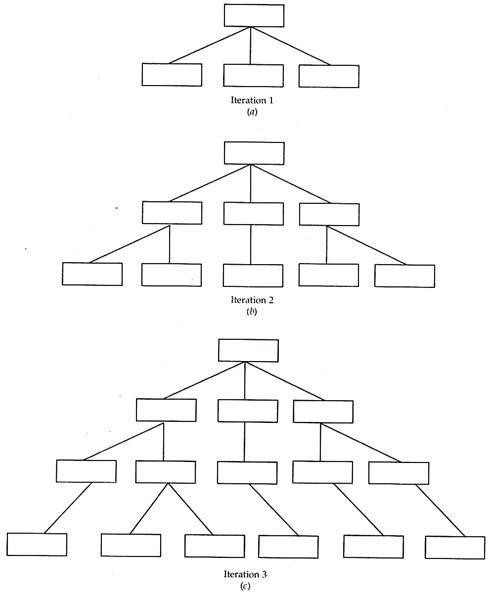 Iteration 1
(a)
Iteration 2
(b)
Iteration 3
(c)